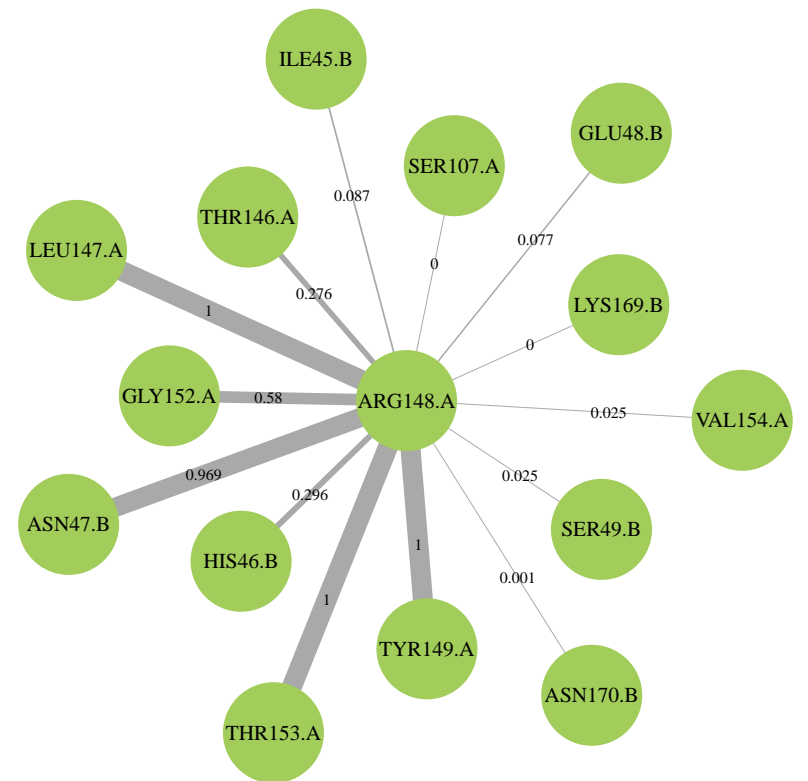 ILE45.B
GLU48.B
SER107.A
0.087
THR146.A
0.077
LEU147.A
0
0.276
LYS169.B
1
0
GLY152.A
0.58
ARG148.A
0.025
VAL154.A
0.969
0.025
ASN47.B
0.296
SER49.B
1
HIS46.B
0.001
1
TYR149.A
ASN170.B
THR153.A